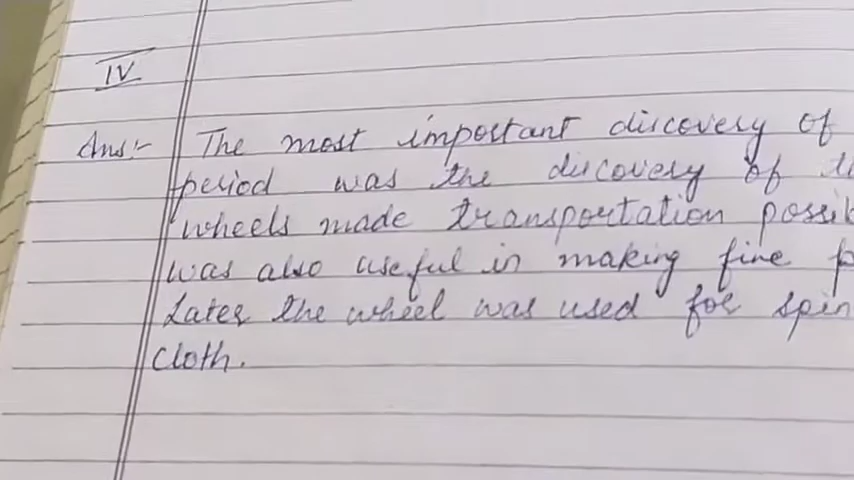 IV
Ans:- The most important discovery of
period was the discovery of
wheels made transportation
was also useful in making fine
Later the wheel was used for
cloth.